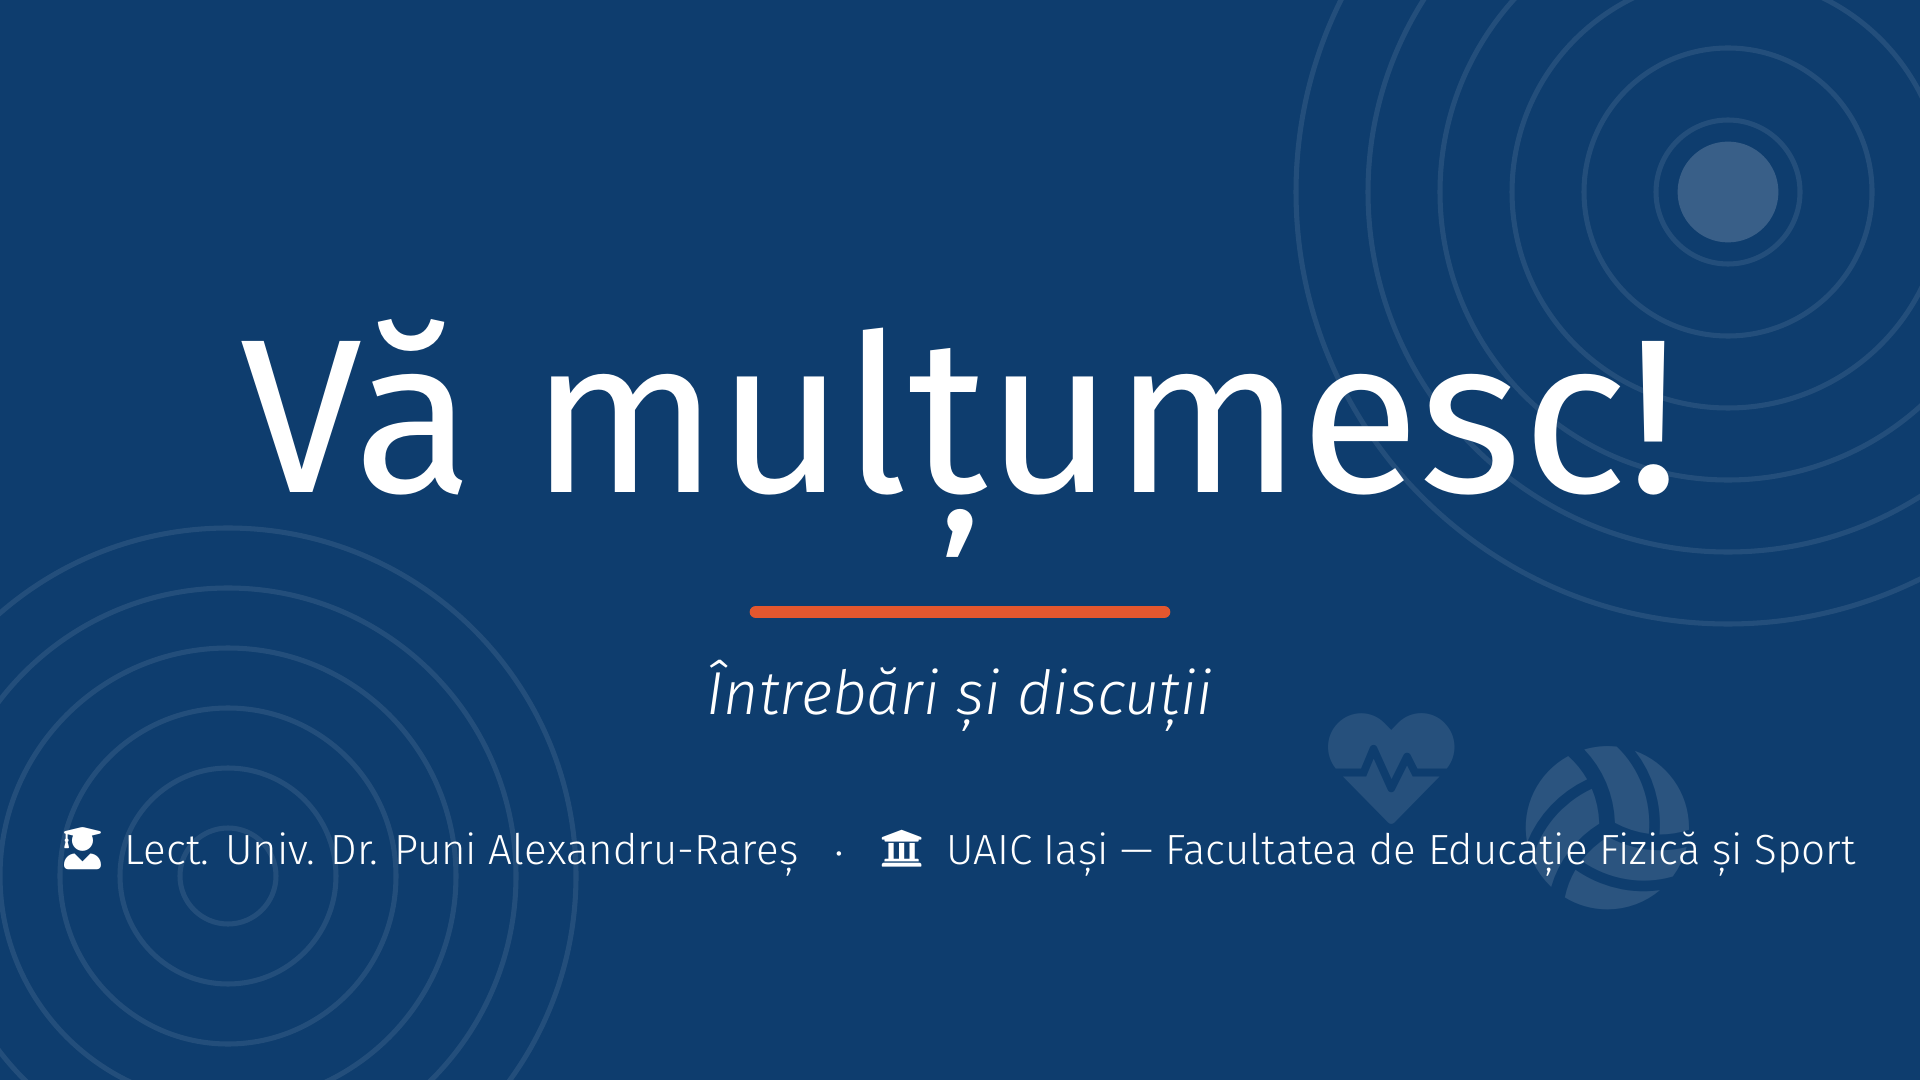 Vă mulțumesc!
Întrebări și discuții
Lect. Univ. Dr. Puni Alexandru-Rareș · UAIC Iași — Facultatea de Educație Fizică și Sport